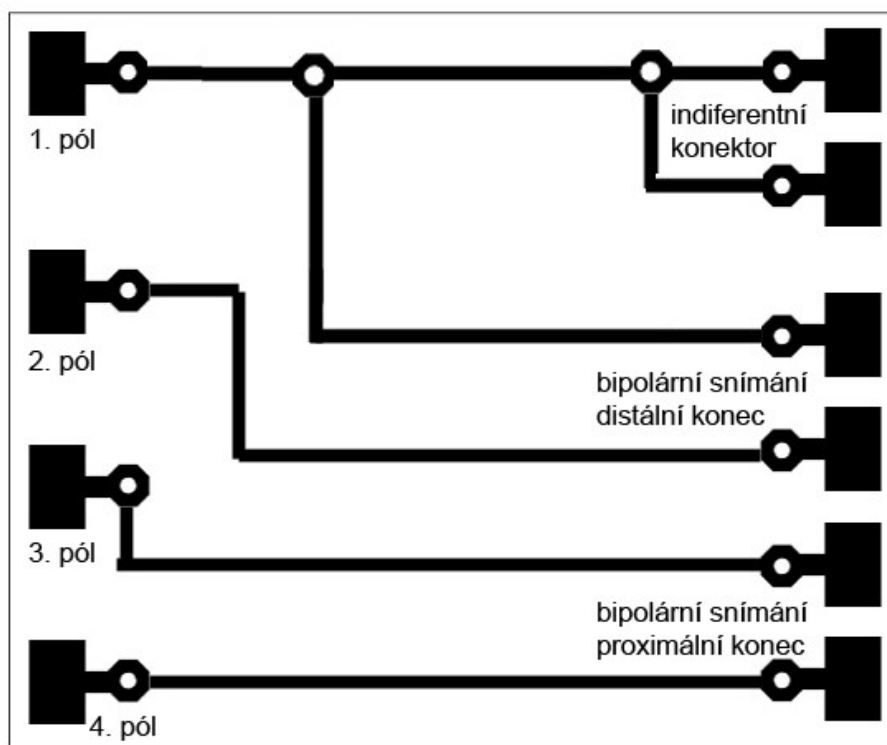 1. pól
indiferentní
konektor
2. pól
bipolární snímání
distální konec
3. pól
bipolární snímání
proximální konec
4. pól